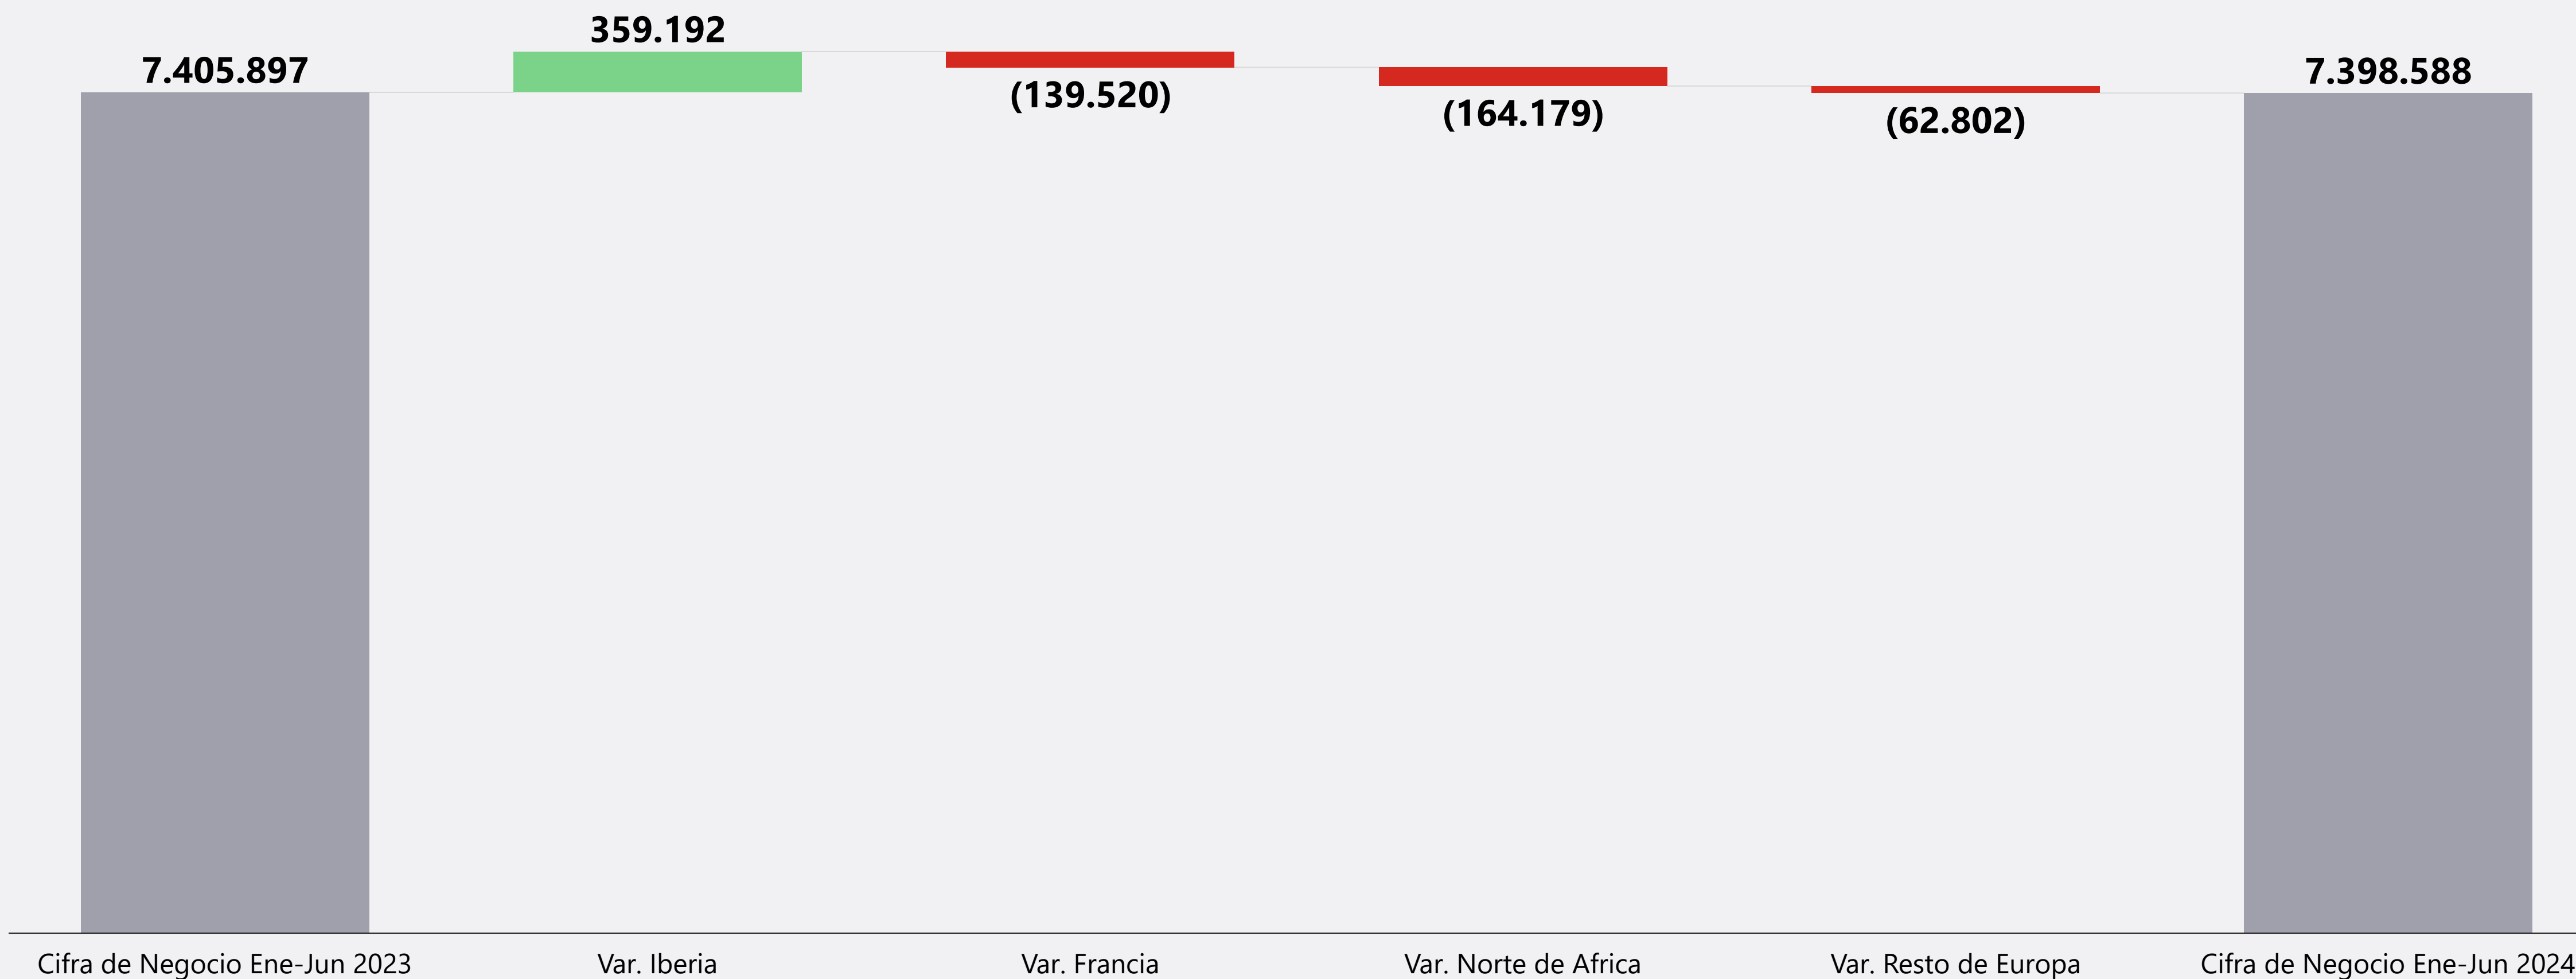 359.192
7.405.897
7.398.588
(139.520)
(164.179)
(62.802)
Cifra de Negocio Ene-Jun 2023
Var. Iberia
Var. Francia
Var. Norte de Africa
Var. Resto de Europa
Cifra de Negocio Ene-Jun 2024